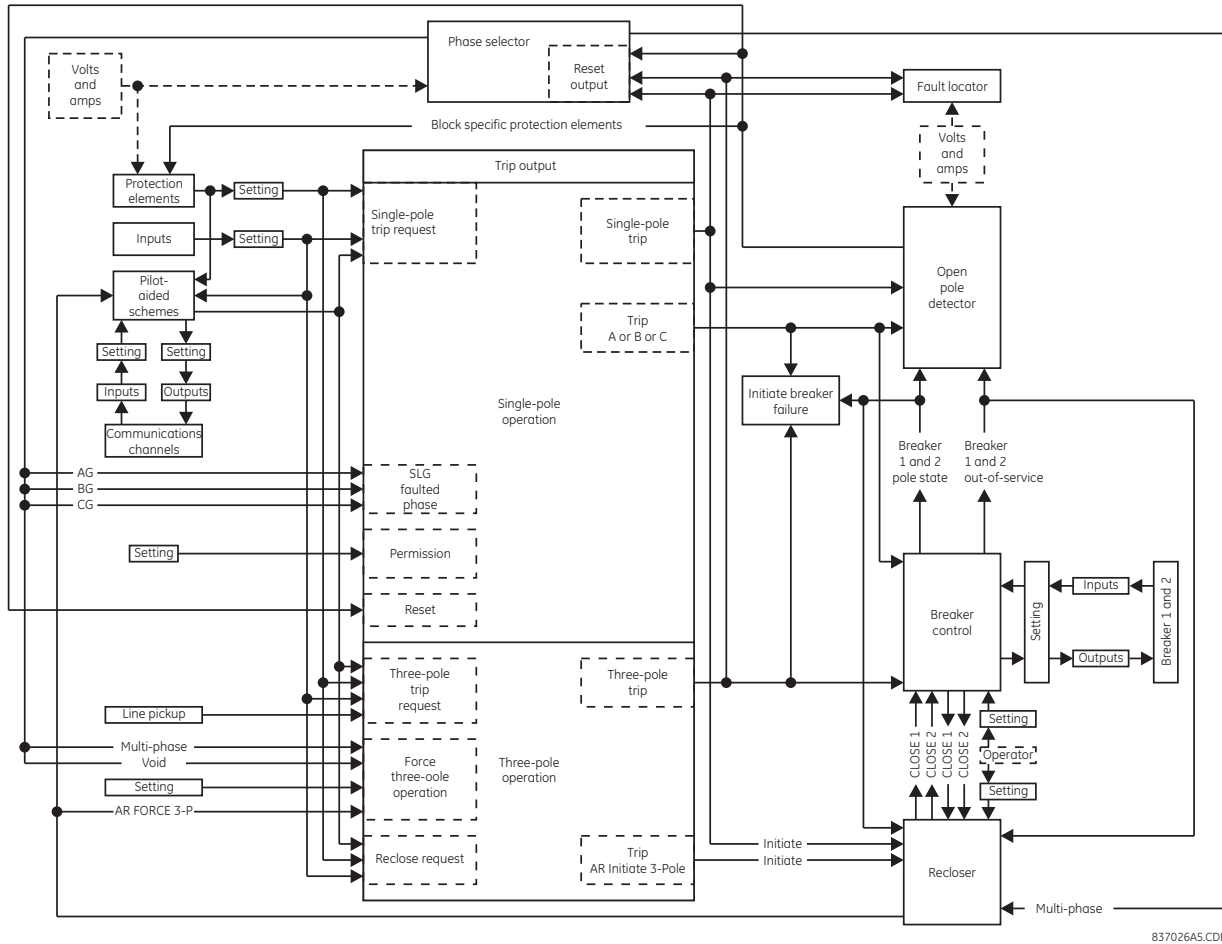 Phase selector
Reset
output
Volts
and
amps
Fault locator
Block specific protection elements
Volts
and
amps
Trip output
Protection
elements
Setting
Single-pole
trip request
Single-pole
trip
Inputs
Setting
Pilot-
aided
schemes
Open
pole
detector
Trip
A or B or C
Setting
Setting
Inputs
Outputs
Initiate breaker
failure
Single-pole
operation
Communications
channels
Breaker
1 and 2
pole state
Breaker
1 and 2
out-of-service
AG
BG
CG
SLG
faulted
phase
Setting
Permission
Reset
Breaker
control
Setting
Inputs
Outputs
Breaker 1 and 2
Three-pole
trip
request
Three-pole
trip
Line pickup
Multi-phase
Void
Setting
AR FORCE 3-P
Force
three-oole
operation
Three-pole
operation
CLOSE 1
CLOSE 2
CLOSE 1
CLOSE 2
Setting
Operator
Setting
Reclose request
Trip
AR Initiate 3-Pole
Initiate
Initiate
Recloser
Multi-phase
837026A5.CD